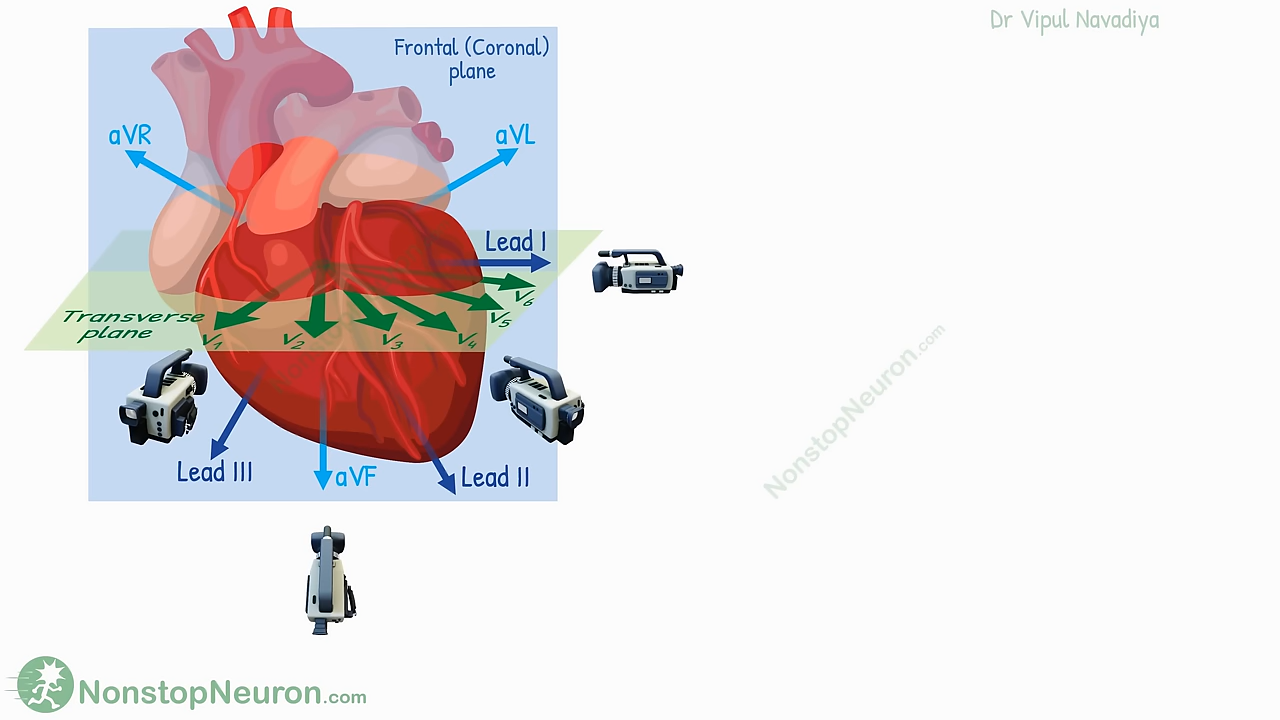 Dr Vipul Navadiya
Frontal (Coronal)
plane
aVR
aVL
Lead I
V6
V5
Transverse
plane
V1
V2
V3
V4
NonstopNeuron.com
Lead III
aVF
Lead II
NonstopNeuron.com